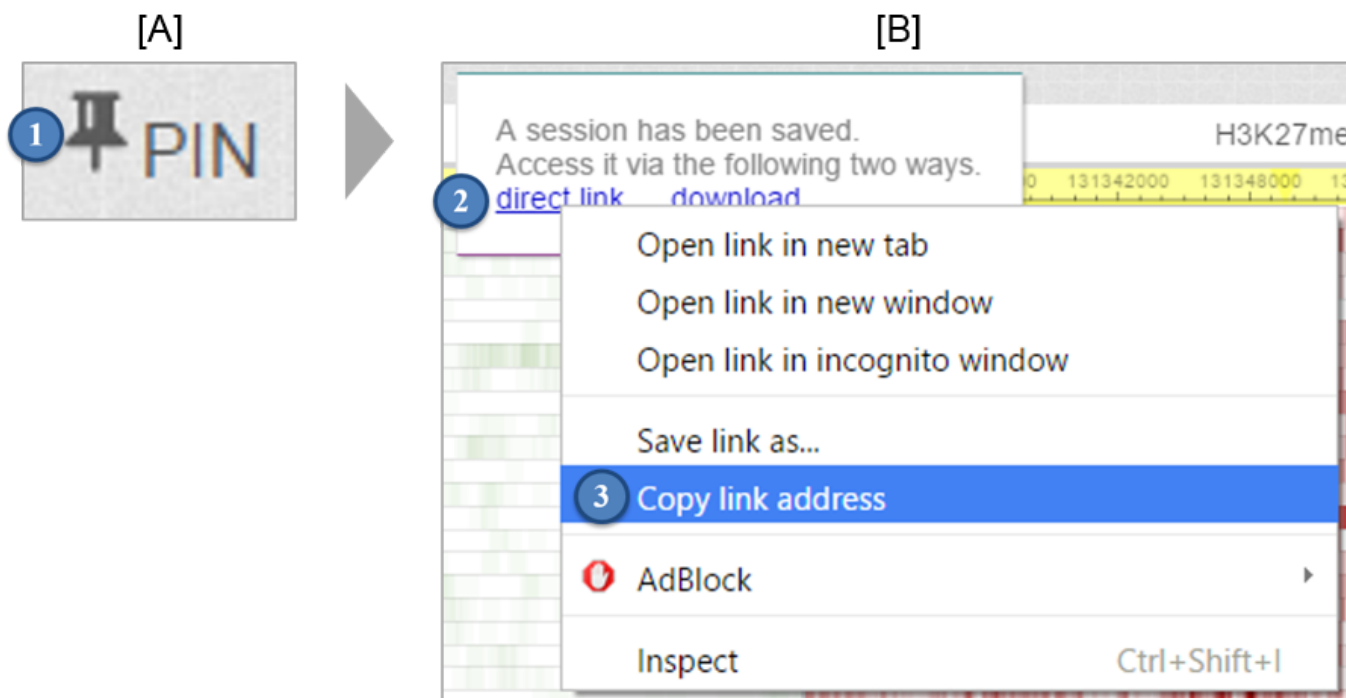 [A]
[B]
1
PIN
A session has been saved.
Access it via the following two ways.
2
direct link download
H3K27me
131342000 131348000
Open link in new tab
Open link in new window
Open link in incognito window
Save link as...
3
Copy link address
AdBlock
Inspect Ctrl+Shift+I